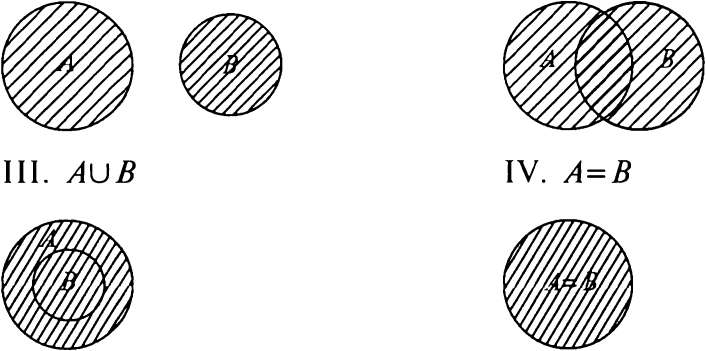 A B A B
III. A∪B IV. A=B
A
B A=B